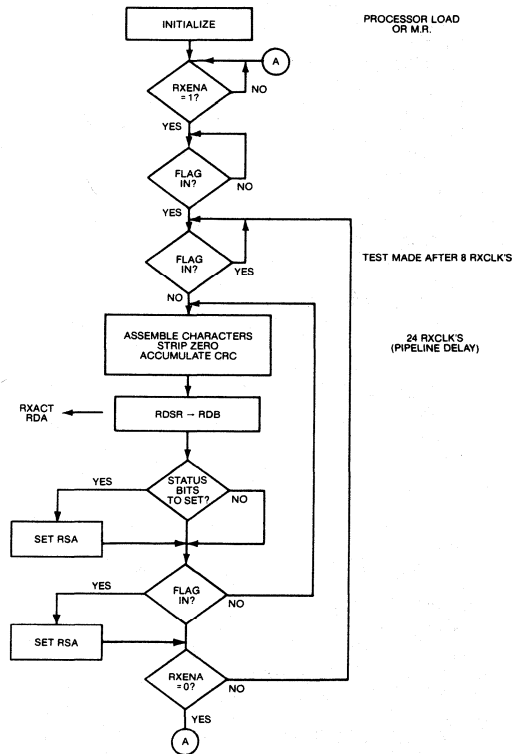 INITIALIZE
PROCESSOR LOAD
OR M.R.
A
RXENA
= 1?
NO
YES
FLAG
IN?
NO
YES
FLAG
IN?
YES
TEST MADE AFTER 8 RXCLK'S
NO
ASSEMBLE CHARACTERS
STRIP ZERO
ACCUMULATE CRC
24 RXCLK'S
(PIPELINE DELAY)
RXACT
RDA
RDSR → RDB
YES
STATUS
BITS
TO SET?
NO
SET RSA
YES
FLAG
IN?
NO
SET RSA
RXENA
= 0?
NO
YES
A